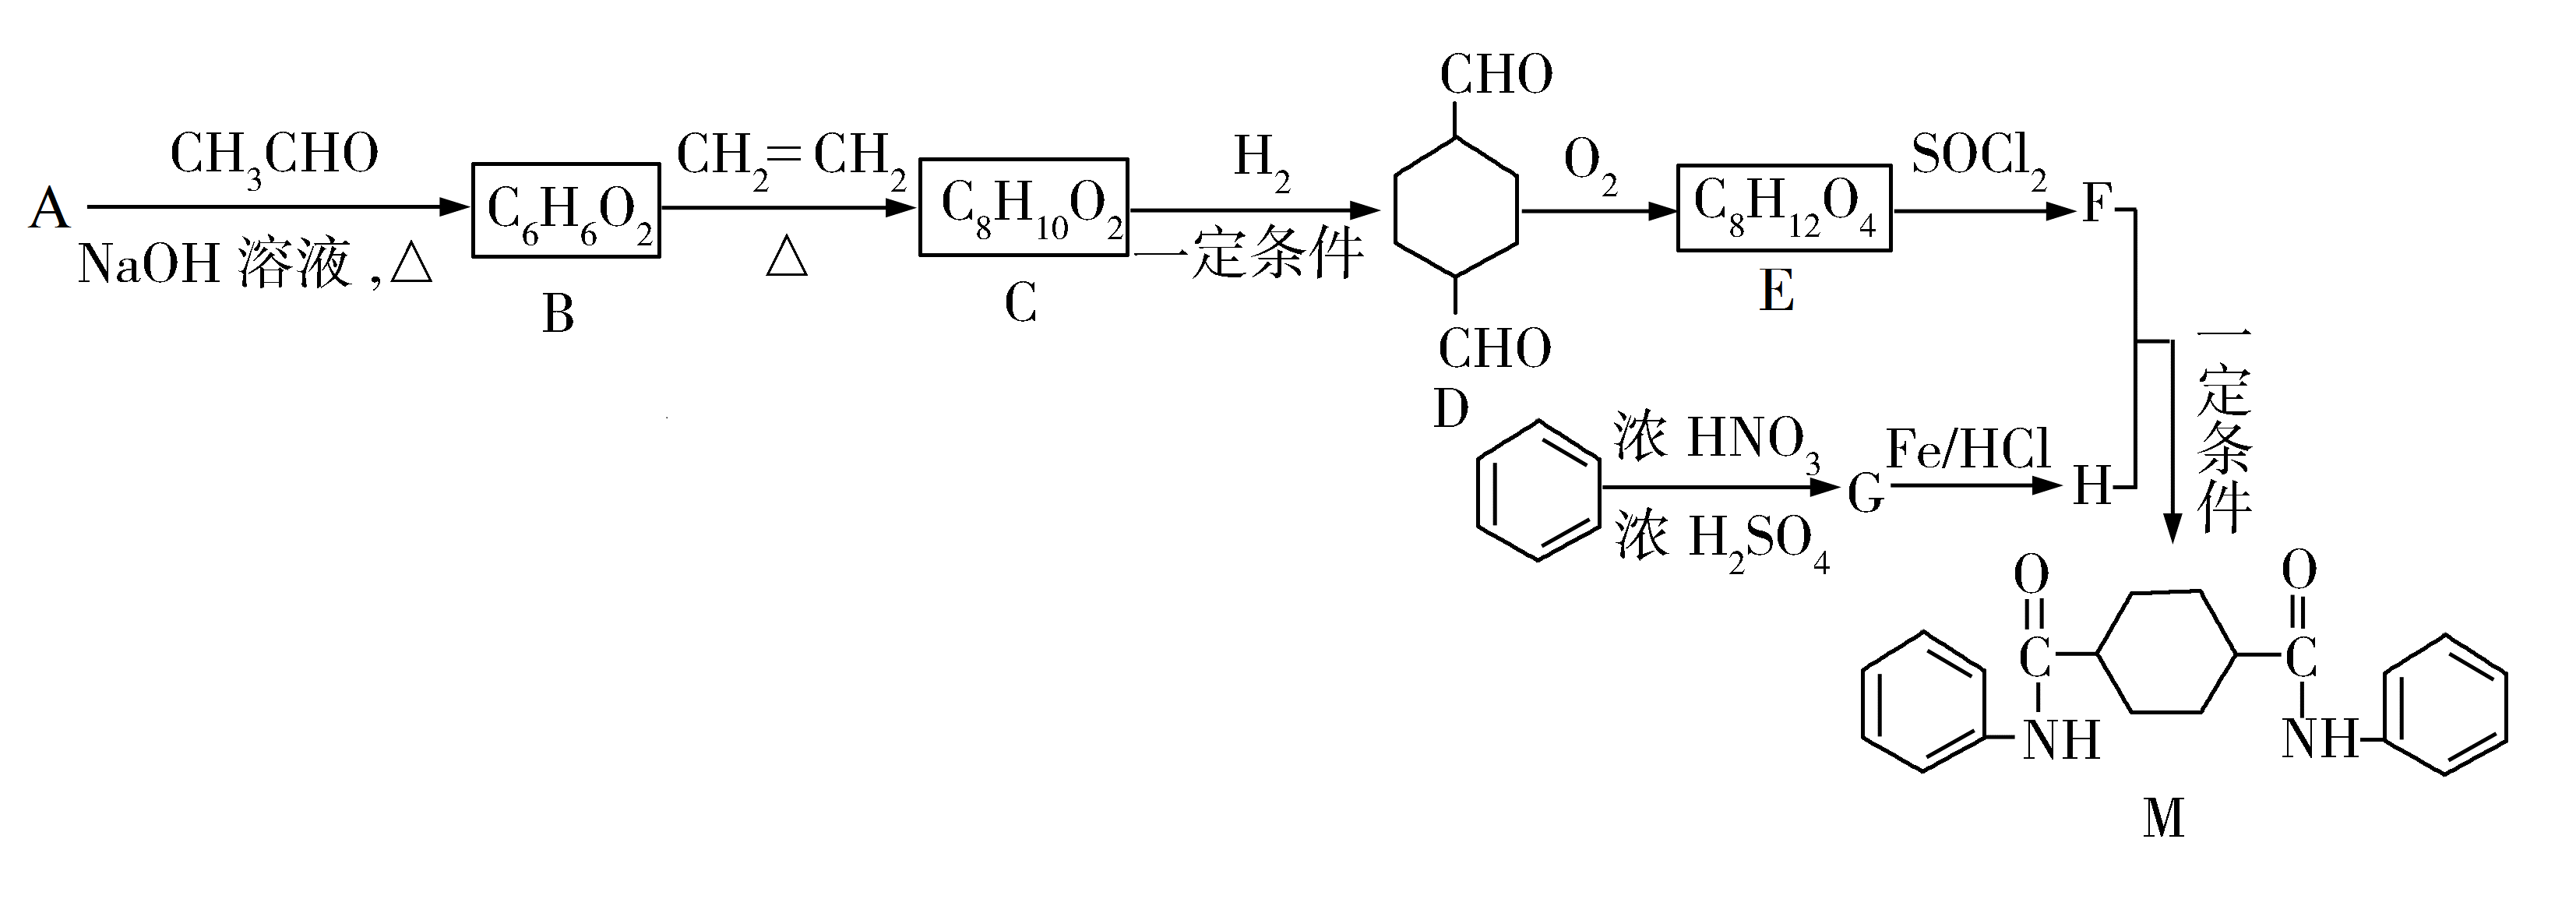 A
CH₃CHO
NaOH 溶液,△
C₆H₆O₂
B
CH₂=CH₂
△
C₈H₁₀O₂
C
H₂
一定条件
CHO
CHO
D
O₂
C₈H₁₂O₄
E
SOCl₂
F
浓 HNO₃
浓 H₂SO₄
G
Fe/HCl
H
一定条件
O
C
NH
O
C
NH
M